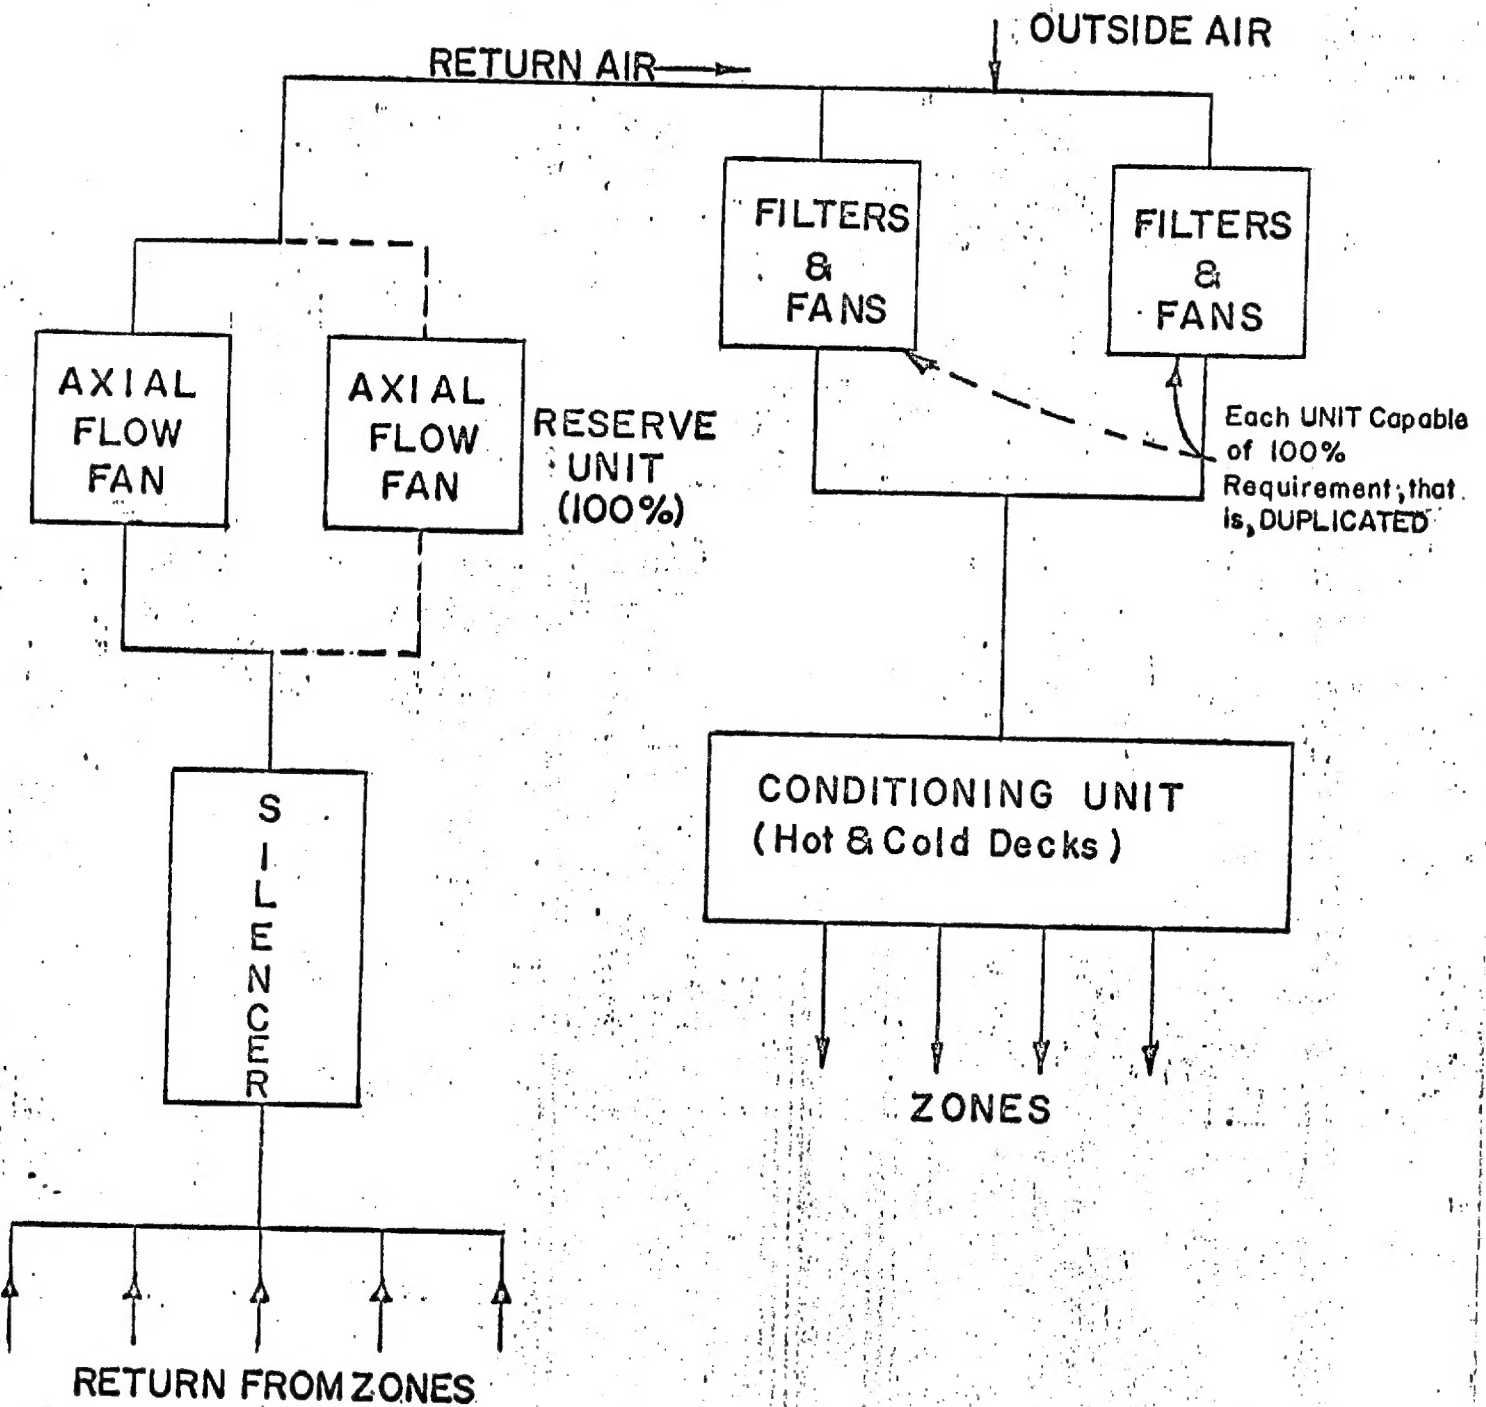 OUTSIDE AIR
RETURN AIR
FILTERS
&
FANS
FILTERS
&
FANS
AXIAL
FLOW
FAN
AXIAL
FLOW
FAN
RESERVE
UNIT
(100%)
Each UNIT Capable
of 100%
Requirement; that
is, DUPLICATED
SILENCER
CONDITIONING UNIT
(Hot & Cold Decks)
ZONES
RETURN FROM ZONES